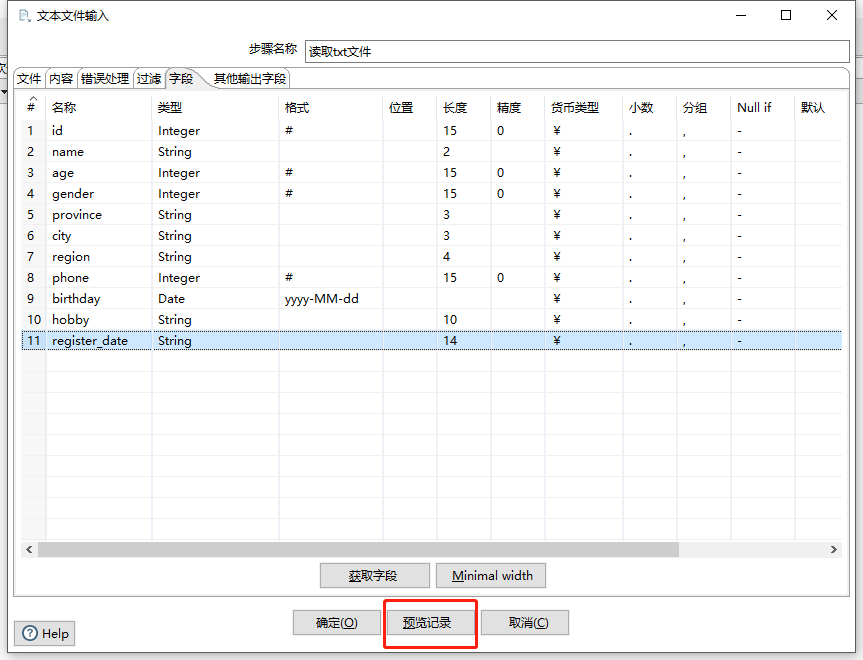 文本文件输入
步骤名称 读取txt文件
文件 内容 错误处理 过滤 字段 其他输出字段
# 名称 类型 格式 位置 长度 精度 货币类型 小数 分组 Null if 默认
1 id Integer # 15 0 ¥ . , -
2 name String 2 ¥ . , -
3 age Integer # 15 0 ¥ . , -
4 gender Integer # 15 0 ¥ . , -
5 province String 3 ¥ . , -
6 city String 3 ¥ . , -
7 region String 4 ¥ . , -
8 phone Integer # 15 0 ¥ . , -
9 birthday Date yyyy-MM-dd ¥ . , -
10 hobby String 10 ¥ . , -
11 register_date String 14 ¥ . , -
获取字段 Minimal width
确定(O) 预览记录 取消(C)
Help